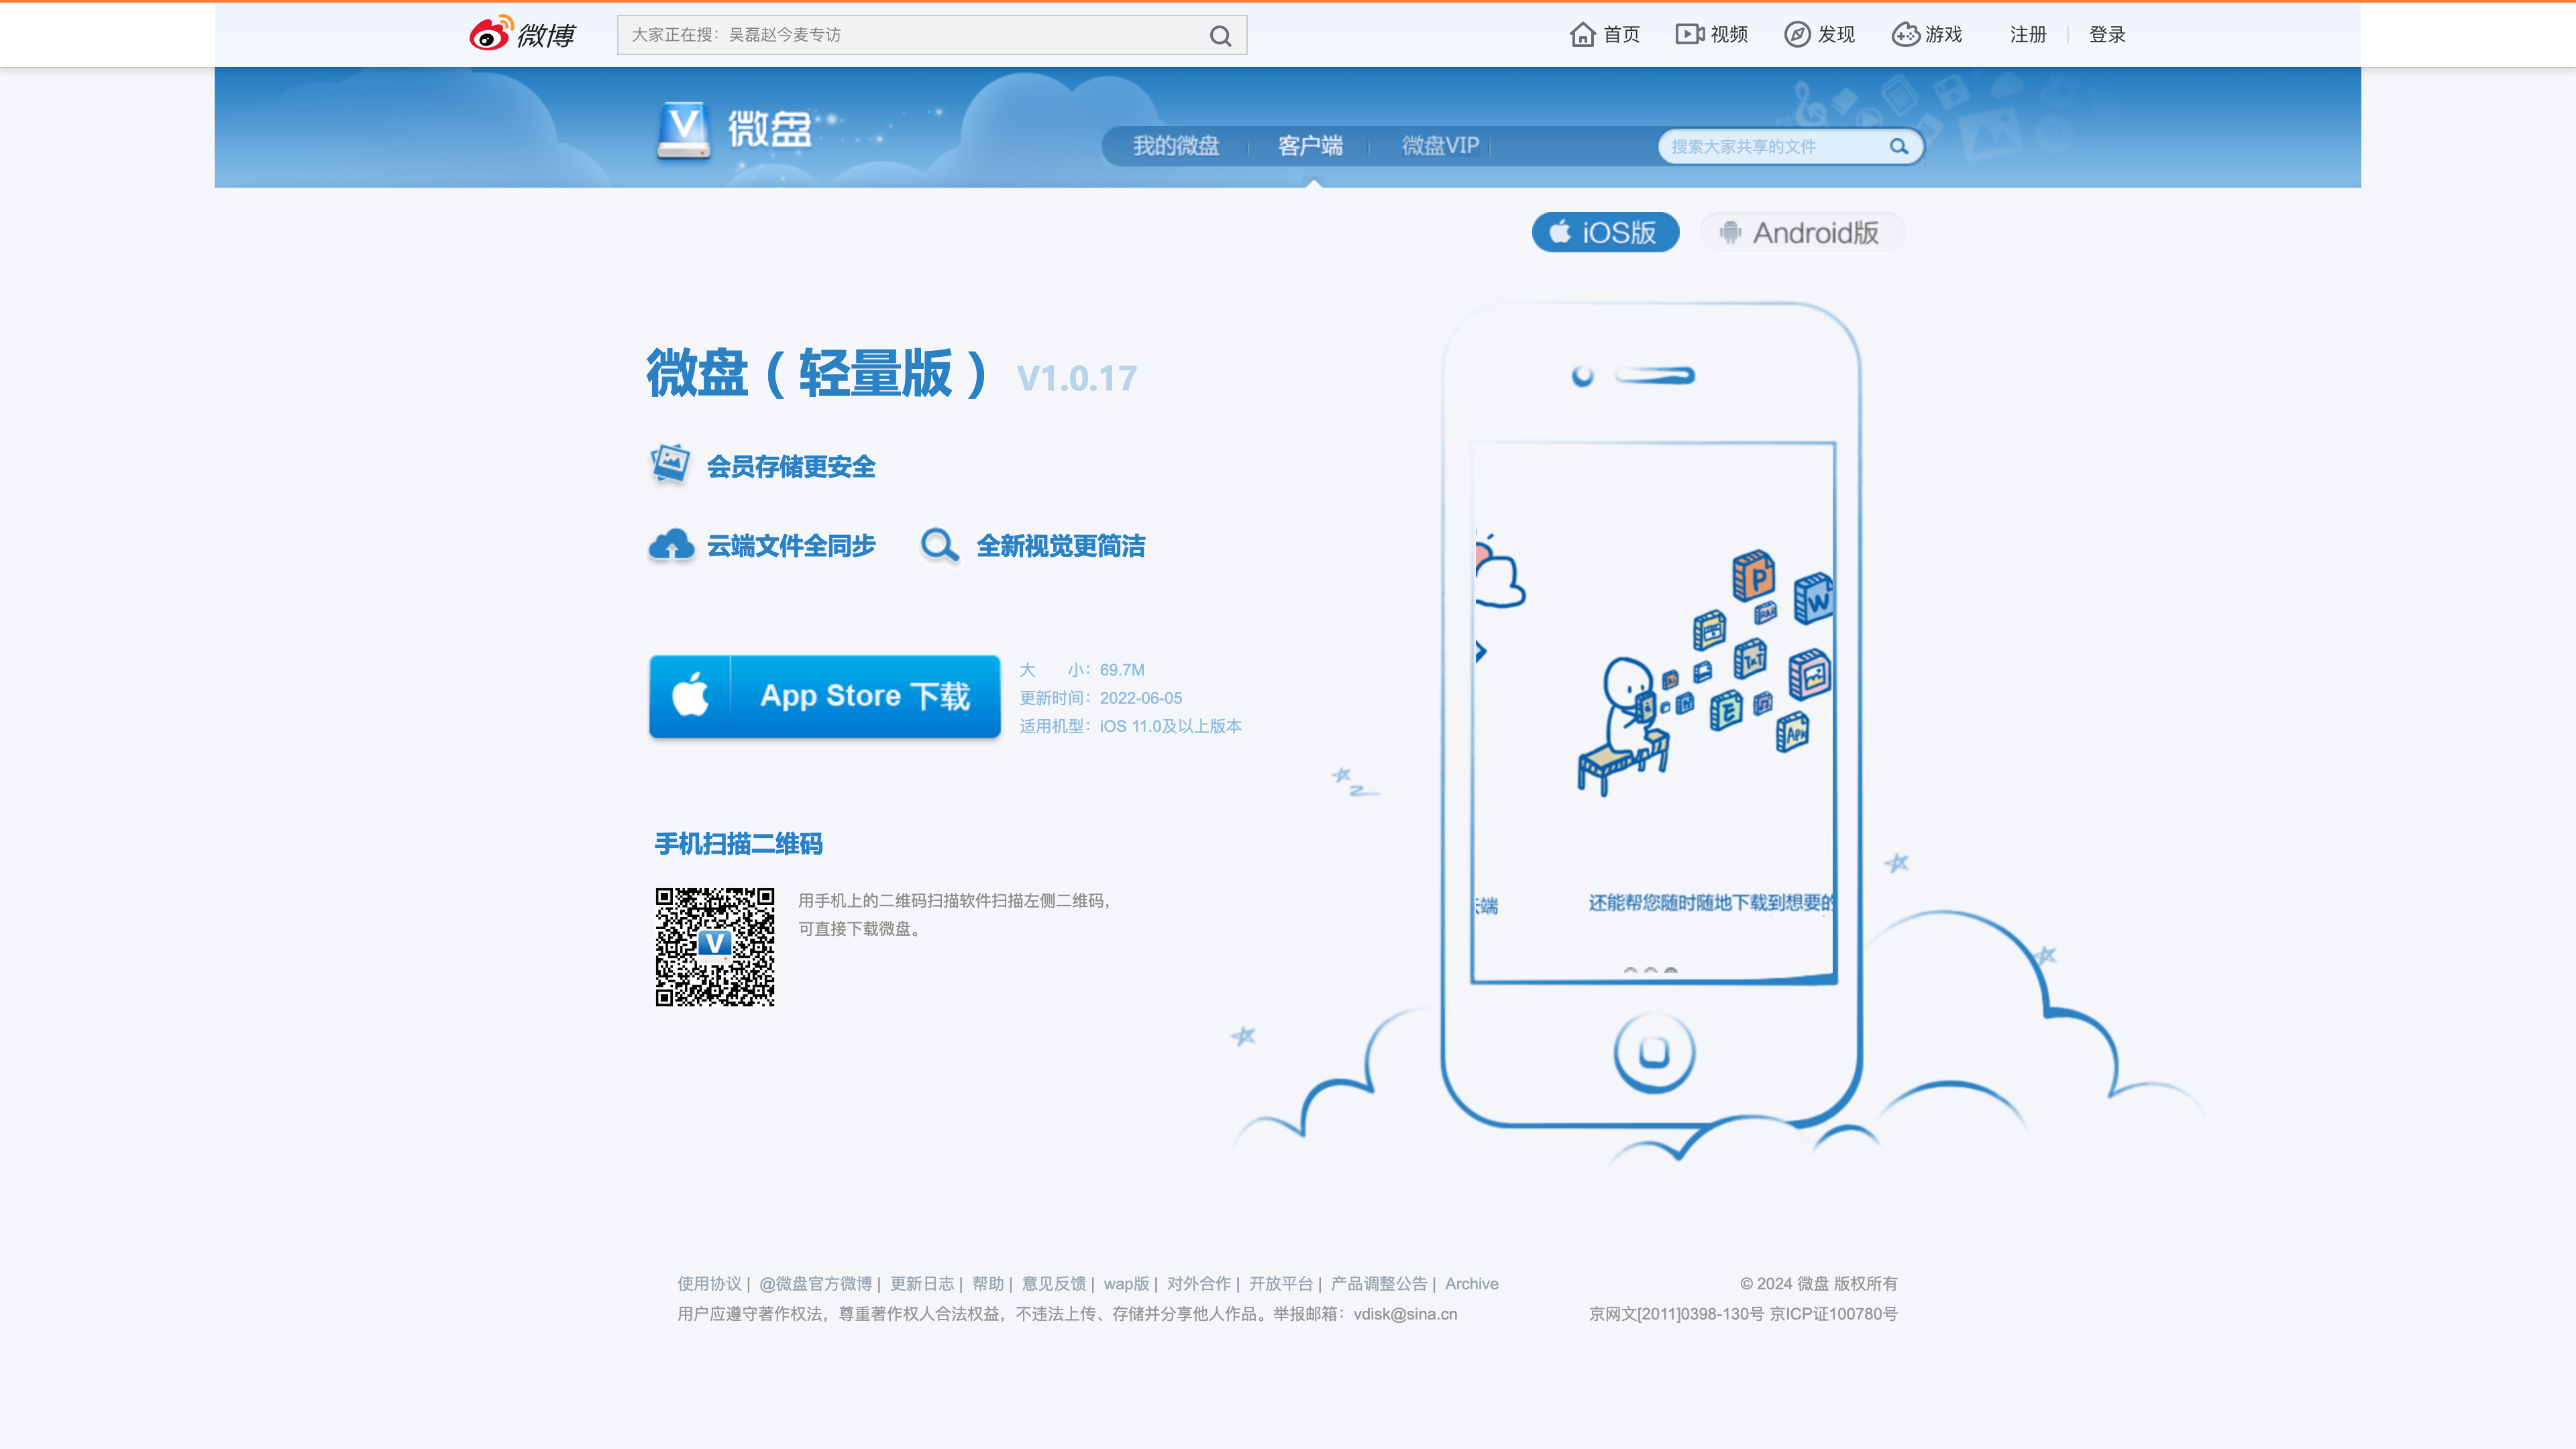 微博
大家正在搜：吴磊赵今麦专访
首页 视频 发现 游戏 注册 登录
微盘
我的微盘 客户端 微盘VIP
搜索大家共享的文件
iOS版 Android版
微盘（轻量版） V1.0.17
会员存储更安全
云端文件全同步 全新视觉更简洁
App Store 下载
大 小：69.7M
更新时间：2022-06-05
适用机型：iOS 11.0及以上版本
P
W
TXT
E
APK
还能帮您随时随地下载到想要的
手机扫描二维码
用手机上的二维码扫描软件扫描左侧二维码，
可直接下载微盘。
使用协议 | @微盘官方微博 | 更新日志 | 帮助 | 意见反馈 | wap版 | 对外合作 | 开放平台 | 产品调整公告 | Archive
© 2024 微盘 版权所有
用户应遵守著作权法，尊重著作权人合法权益，不违法上传、存储并分享他人作品。举报邮箱：vdisk@sina.cn
京网文[2011]0398-130号 京ICP证100780号